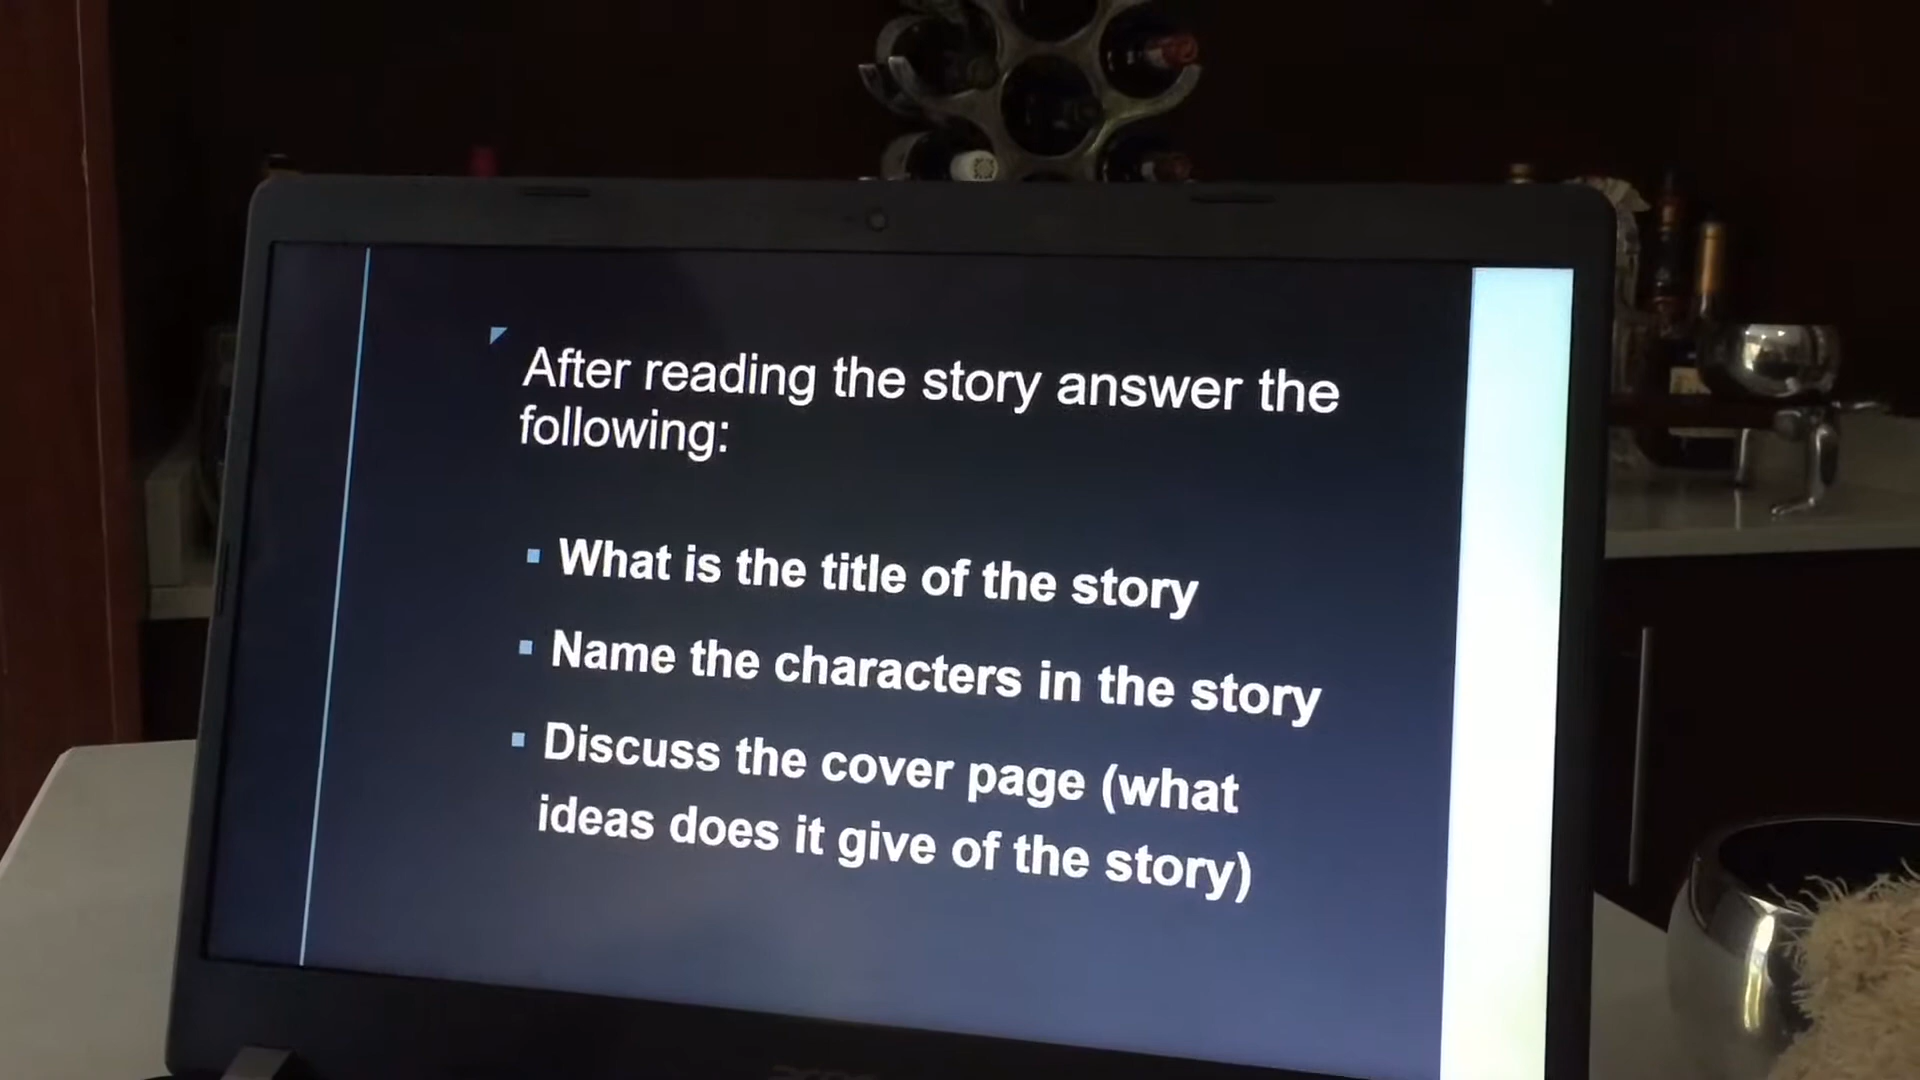 After reading the story answer the
following:
What is the title of the story
Name the characters in the story
Discuss the cover page (what
ideas does it give of the story)